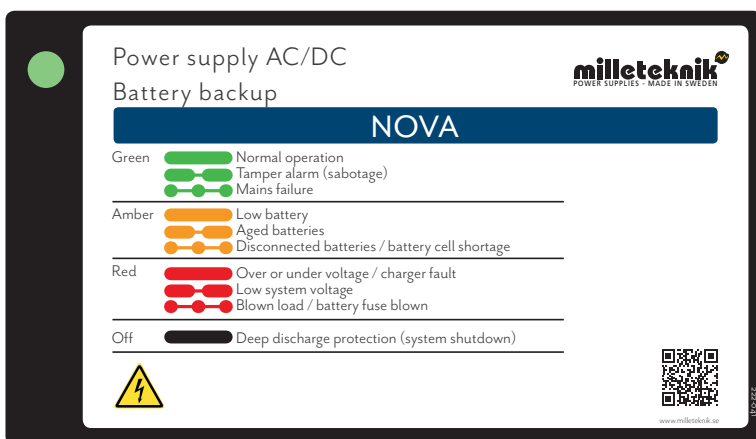 Power supply AC/DC
Battery backup
milleteknik
POWER SUPPLIES - MADE IN SWEDEN
NOVA
Green
Normal operation
Tamper alarm (sabotage)
Mains failure
Amber
Low battery
Aged batteries
Disconnected batteries / battery cell shortage
Red
Over or under voltage / charger fault
Low system voltage
Blown load / battery fuse blown
Off
Deep discharge protection (system shutdown)
www.milleteknik.se
222-041